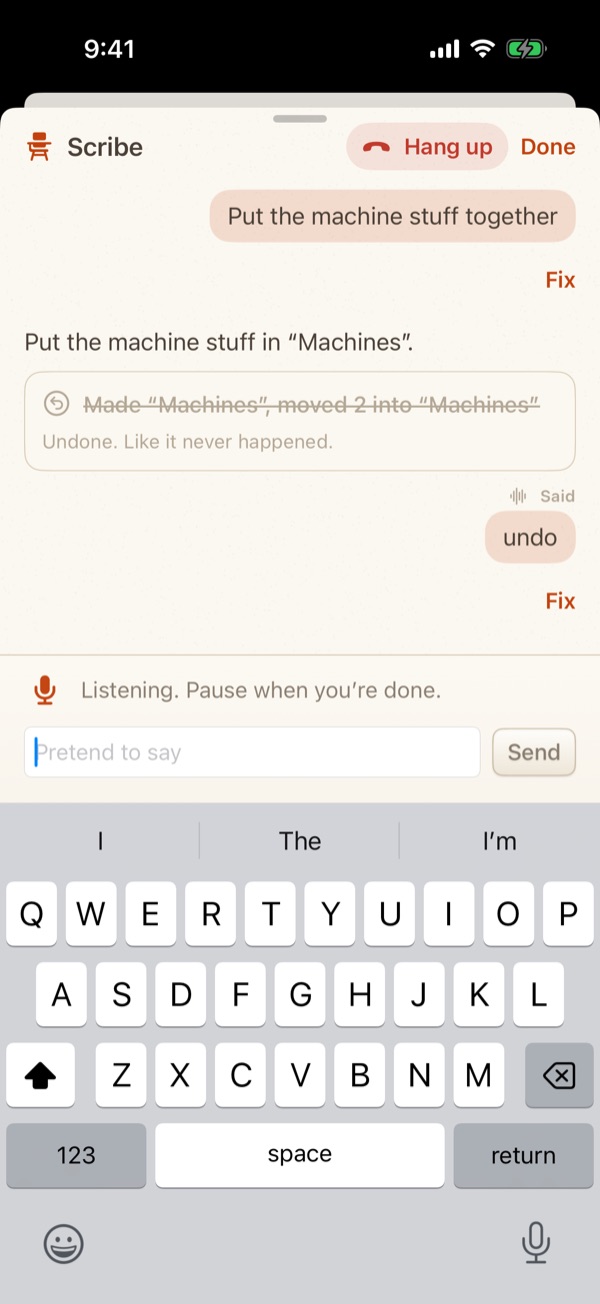 9:41
Scribe
Hang up
Done
Put the machine stuff together
Fix
Put the machine stuff in “Machines”.
Made “Machines”, moved 2 into “Machines”
Undone. Like it never happened.
Said
undo
Fix
Listening. Pause when you’re done.
Pretend to say
Send
I The I’m
Q W E R T Y U I O P
A S D F G H J K L
Z X C V B N M
123 space return